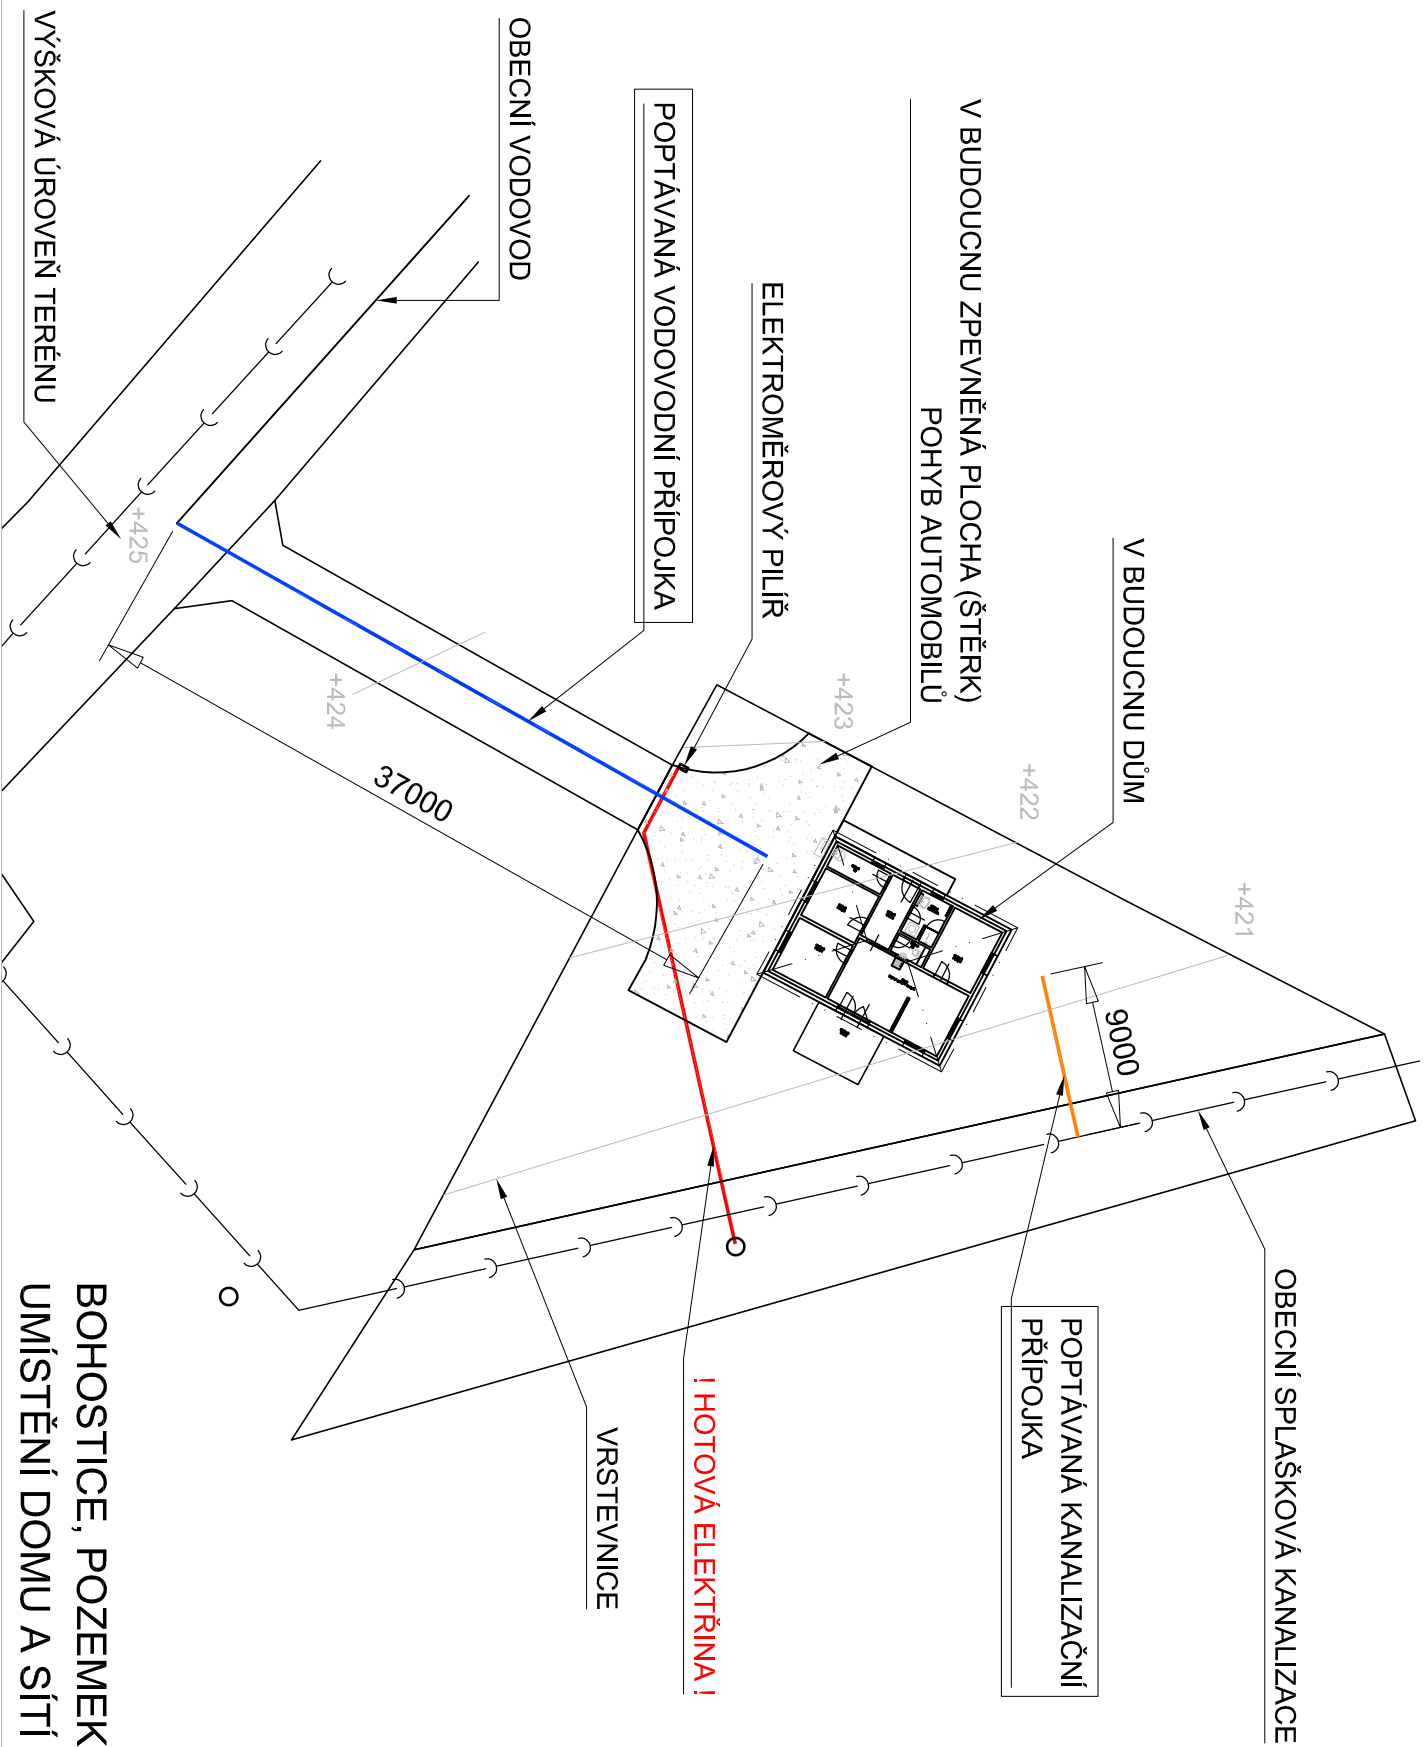 OBECNÍ SPLAŠKOVÁ KANALIZACE
+421
V BUDOUCNU DŮM
9000
POPTÁVANÁ KANALIZAČNÍ
PŘÍPOJKA
+422
V BUDOUCNU ZPEVNĚNÁ PLOCHA (ŠTĚRK)
POHYB AUTOMOBILŮ
+423
ELEKTROMĚROVÝ PILÍŘ
! HOTOVÁ ELEKTŘINA !
POPTÁVANÁ VODOVODNÍ PŘÍPOJKA
VRSTEVNICE
OBECNÍ VODOVOD
37000
+424
+425
VÝŠKOVÁ ÚROVEŇ TERÉNU
BOHOSTICE, POZEMEK
UMÍSTĚNÍ DOMU A SÍTÍ